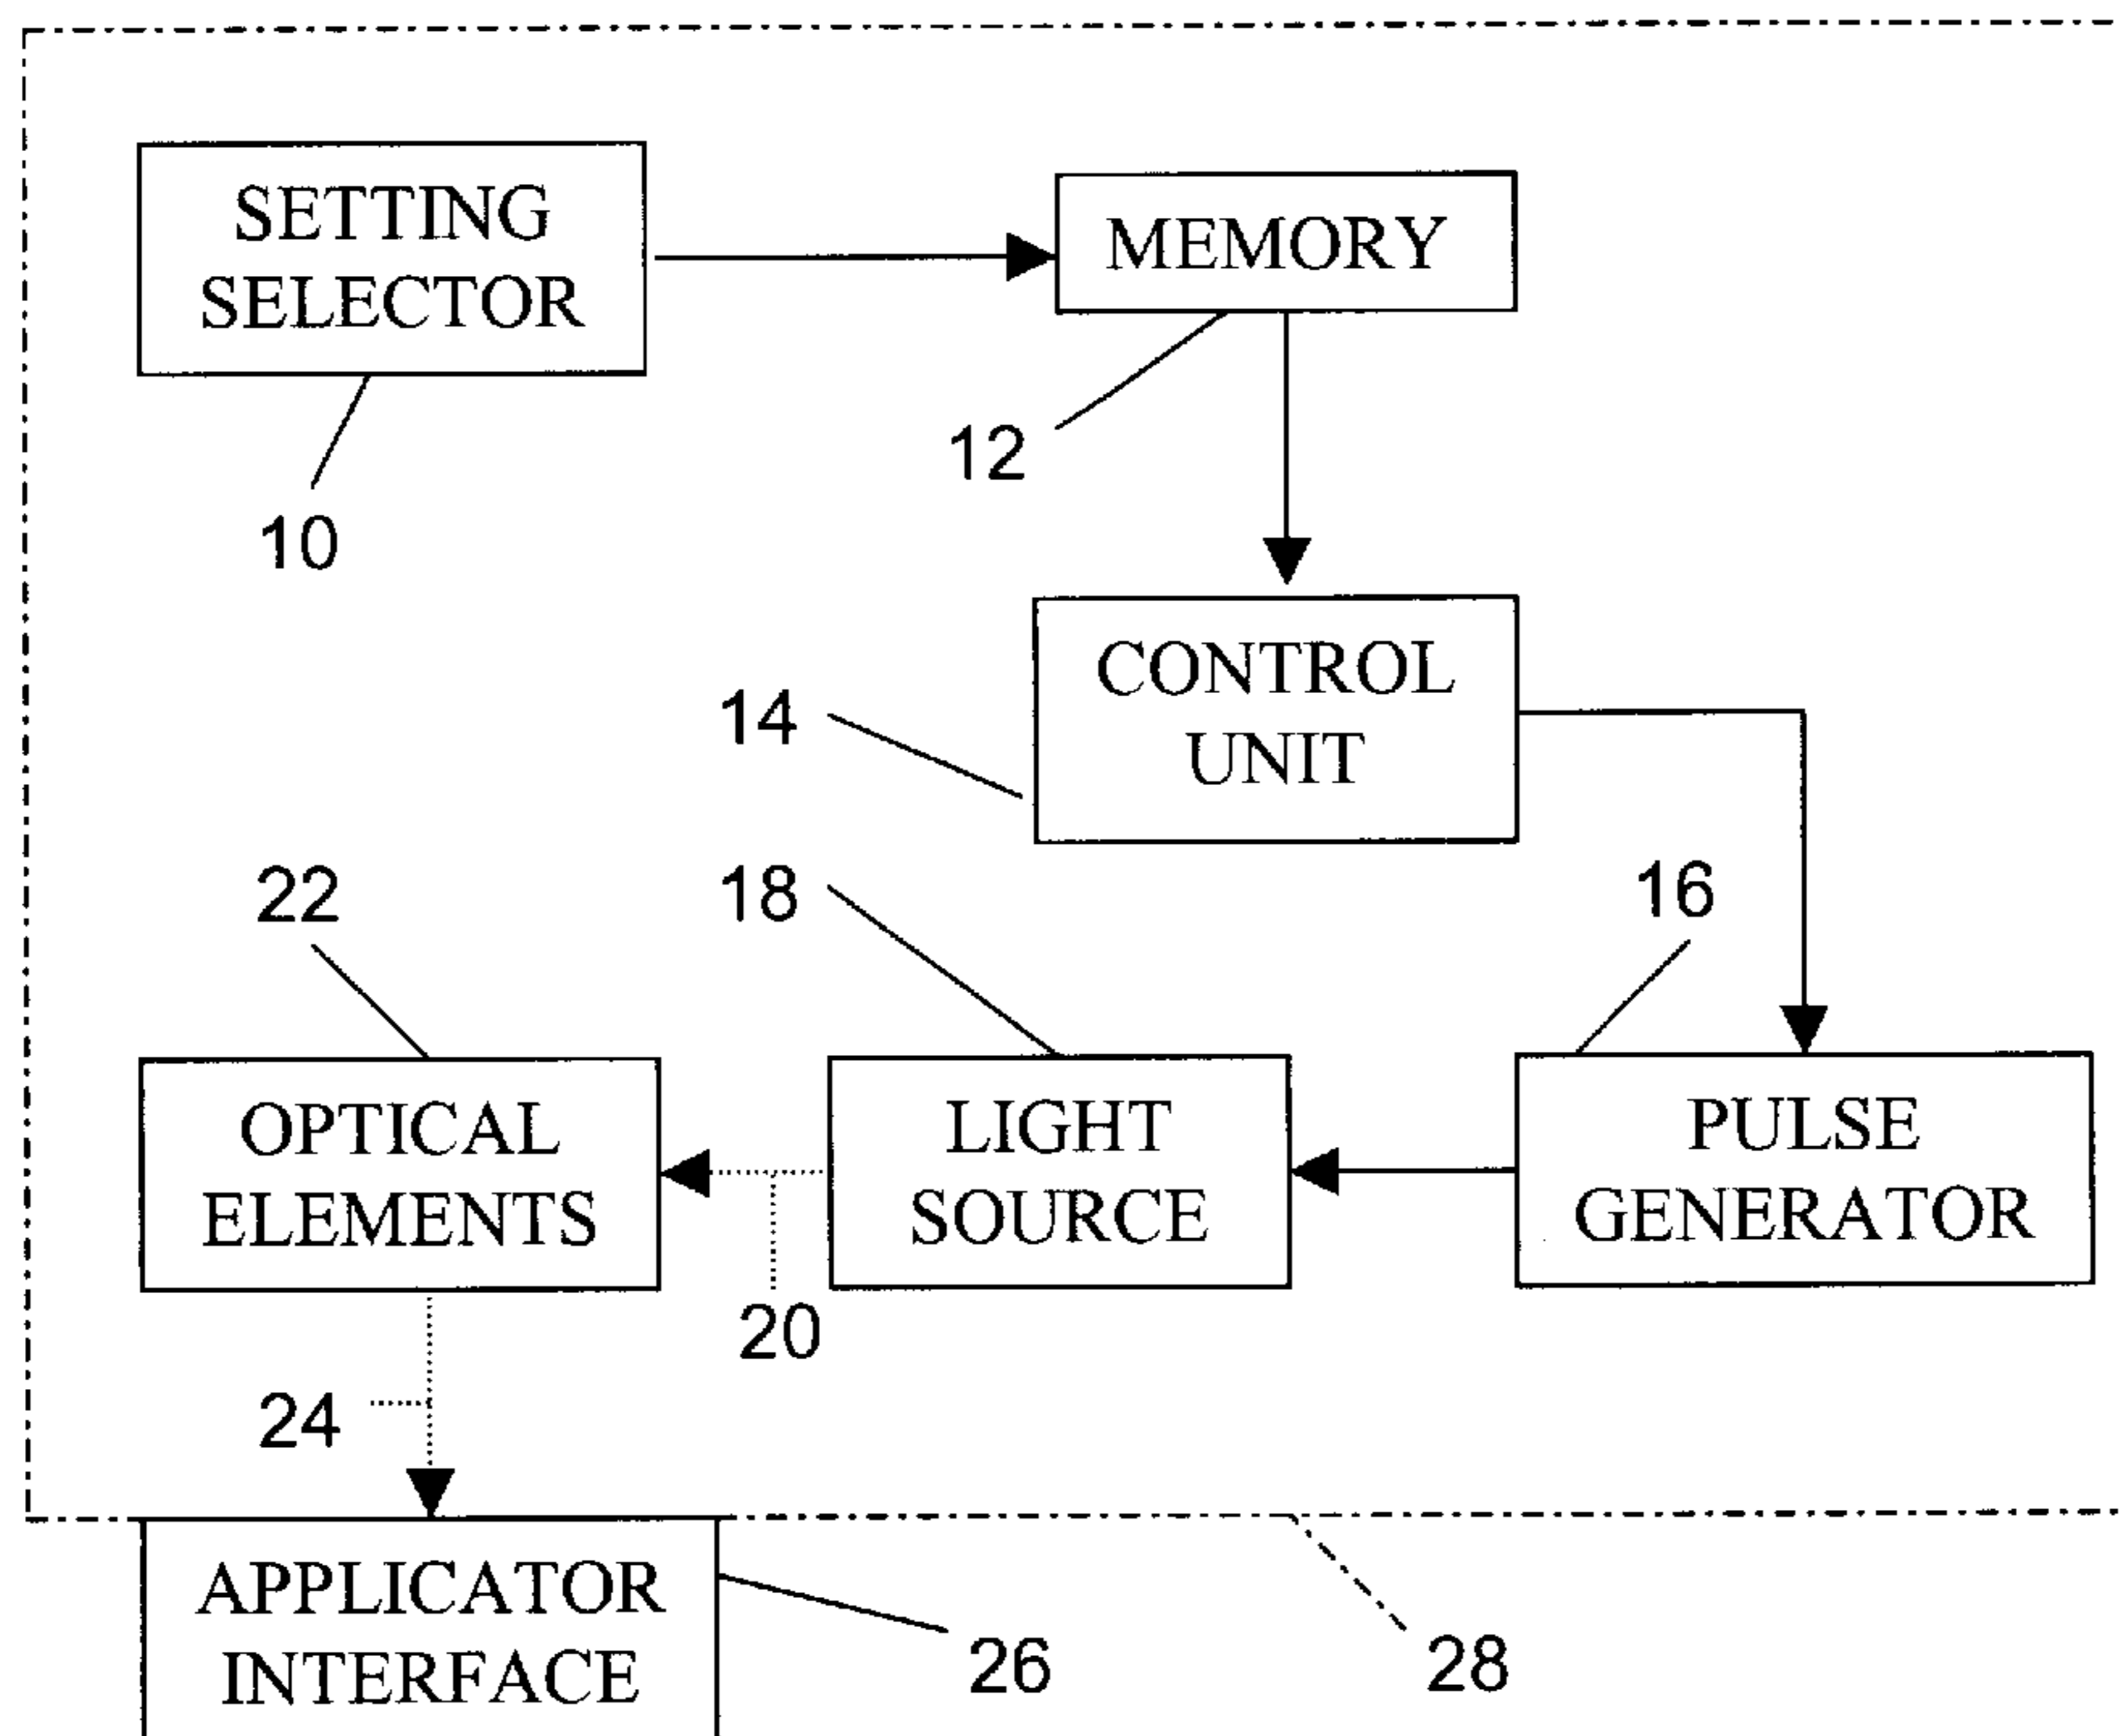 SETTING
SELECTOR
MEMORY
12
10
CONTROL
UNIT
14
22
18
16
OPTICAL
ELEMENTS
LIGHT
SOURCE
PULSE
GENERATOR
20
24
APPLICATOR
INTERFACE
26
28